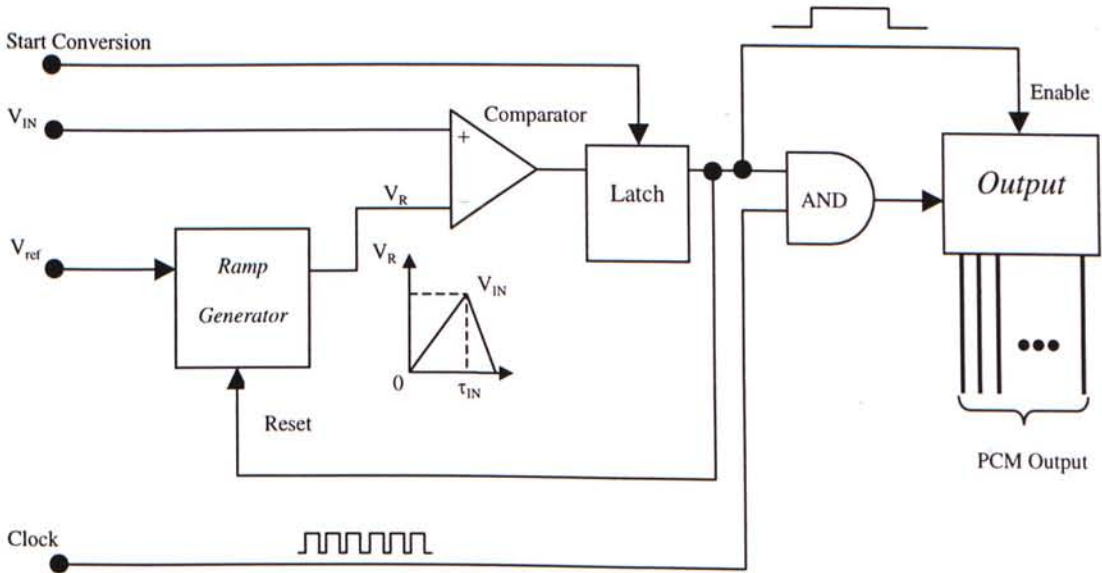 Start Conversion
V_IN
Comparator
Enable
+
−
V_R
Latch
AND
Output
V_ref
Ramp
Generator
V_R
V_IN
0
τ_IN
Reset
PCM Output
Clock